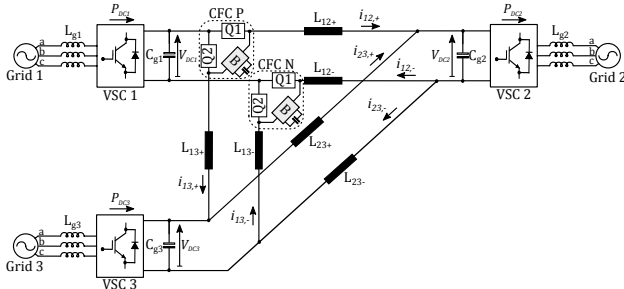 P_DC1
L_g1
a
b
c
Grid 1
VSC 1
C_g1
V_DC1
CFC P
Q1
Q2
B
CFC N
Q1
Q2
B
L_12+
i_12,+
L_12-
i_12,-
i_23,+
i_23,-
V_DC2
C_g2
P_DC2
VSC 2
L_g2
a
b
c
Grid 2
L_13+
L_13-
L_23+
L_23-
i_13,+
i_13,-
P_DC3
L_g3
a
b
c
Grid 3
VSC 3
C_g3
V_DC3